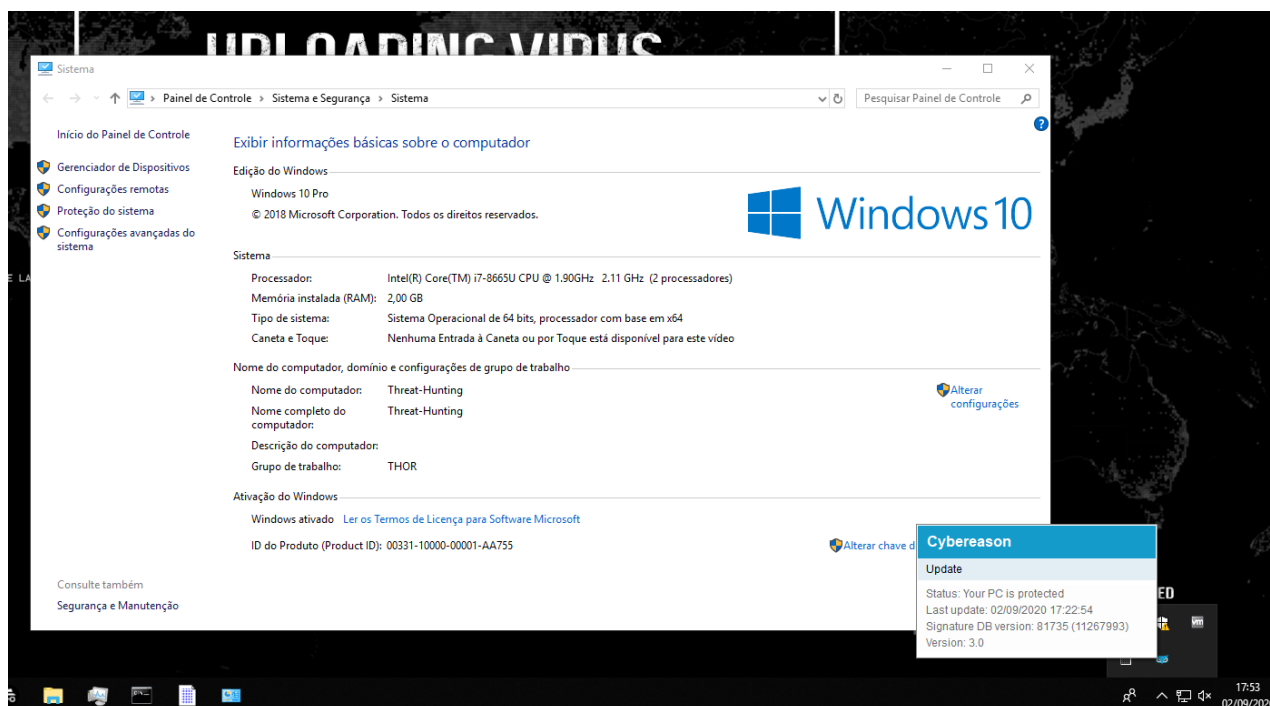 UPLOADING VIRUS
Sistema
Painel de Controle > Sistema e Segurança > Sistema
Pesquisar Painel de Controle
Início do Painel de Controle
Gerenciador de Dispositivos
Configurações remotas
Proteção do sistema
Configurações avançadas do
sistema
Exibir informações básicas sobre o computador
Edição do Windows
Windows 10 Pro
© 2018 Microsoft Corporation. Todos os direitos reservados.
Windows 10
Sistema
Processador: Intel(R) Core(TM) i7-8665U CPU @ 1.90GHz 2.11 GHz (2 processadores)
Memória instalada (RAM): 2,00 GB
Tipo de sistema: Sistema Operacional de 64 bits, processador com base em x64
Caneta e Toque: Nenhuma Entrada à Caneta ou por Toque está disponível para este vídeo
Nome do computador, domínio e configurações de grupo de trabalho
Nome do computador: Threat-Hunting
Alterar
configurações
Nome completo do
computador: Threat-Hunting
Descrição do computador:
Grupo de trabalho: THOR
Ativação do Windows
Windows ativado Ler os Termos de Licença para Software Microsoft
ID do Produto (Product ID): 00331-10000-00001-AA755
Alterar chave d
Consulte também
Segurança e Manutenção
Cybereason
Update
Status: Your PC is protected
Last update: 02/09/2020 17:22:54
Signature DB version: 81735 (11267993)
Version: 3.0
E LA
ED
vm
17:53
02/09/202